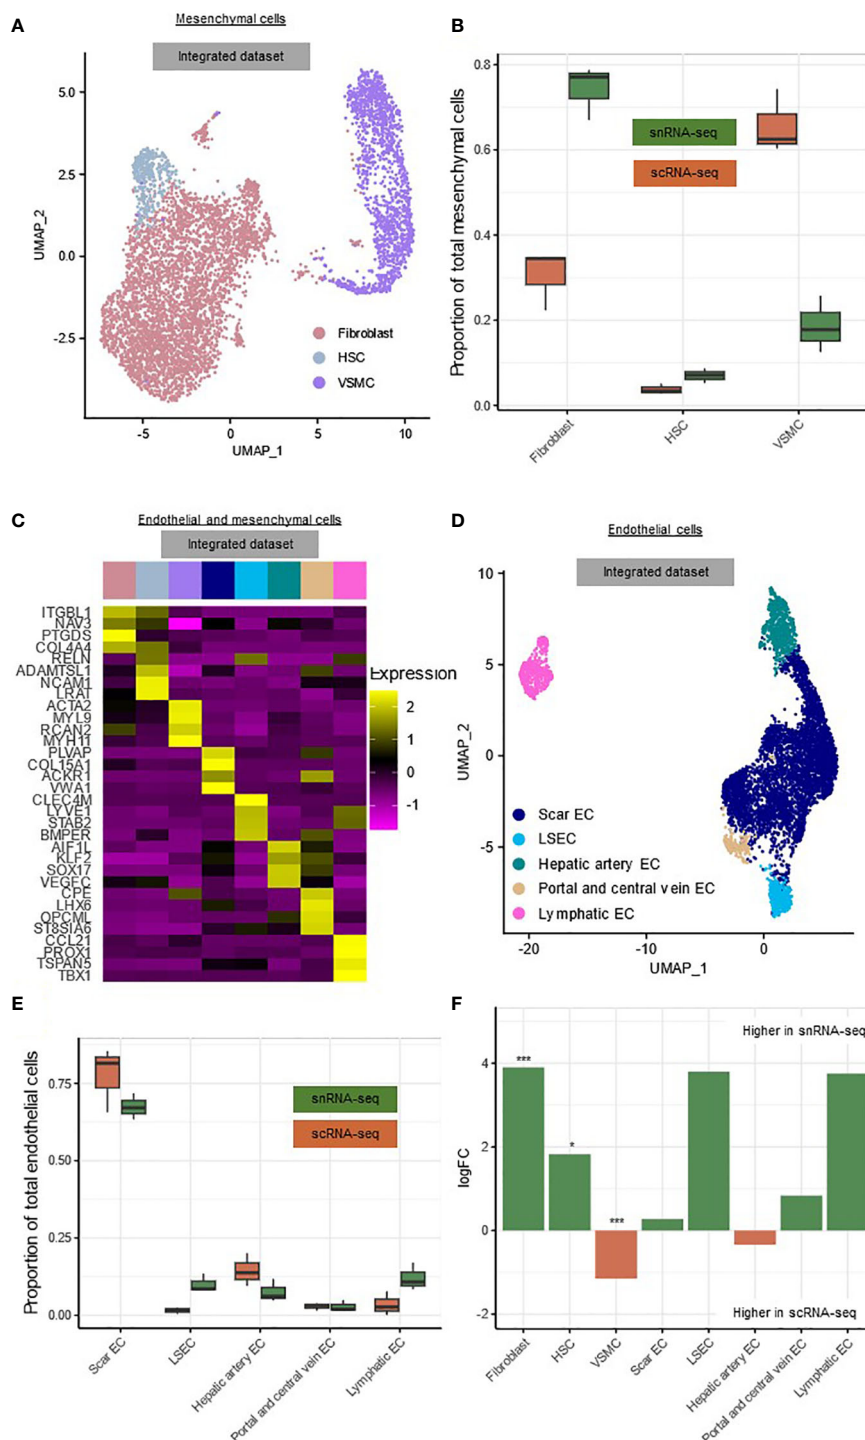 A
Mesenchymal cells
Integrated dataset
5.0
2.5
0.0
-2.5
UMAP_2
Fibroblast
HSC
VSMC
-5
0
5
10
UMAP_1
B
0.8
0.6
0.4
0.2
0.0
Proportion of total mesenchymal cells
snRNA-seq
scRNA-seq
Fibroblast
HSC
VSMC
C
Endothelial and mesenchymal cells
Integrated dataset
ITGBL1
NAV3
PTGDS
COL4A4
RELN
ADAMTSL1
NCAM1
LRAT
ACTA2
MYL9
RCAN2
MYH11
PLVAP
COL15A1
ACKR1
VWA1
CLEC4M
LYVE1
STAB2
BMPER
AIF1L
KLF2
SOX17
VEGFC
CPE
LHX6
OPCML
ST8SIA6
CCL21
PROX1
TSPAN5
TBX1
Expression
2
1
0
-1
D
Endothelial cells
Integrated dataset
10
5
0
-5
UMAP_2
Scar EC
LSEC
Hepatic artery EC
Portal and central vein EC
Lymphatic EC
-20
-10
0
UMAP_1
E
0.75
0.50
0.25
0.00
Proportion of total endothelial cells
snRNA-seq
scRNA-seq
Scar EC
LSEC
Hepatic artery EC
Portal and central vein EC
Lymphatic EC
F
Higher in snRNA-seq
4
2
0
-2
logFC
***
*
***
Higher in scRNA-seq
Fibroblast
HSC
VSMC
Scar EC
LSEC
Hepatic artery EC
Portal and central vein EC
Lymphatic EC